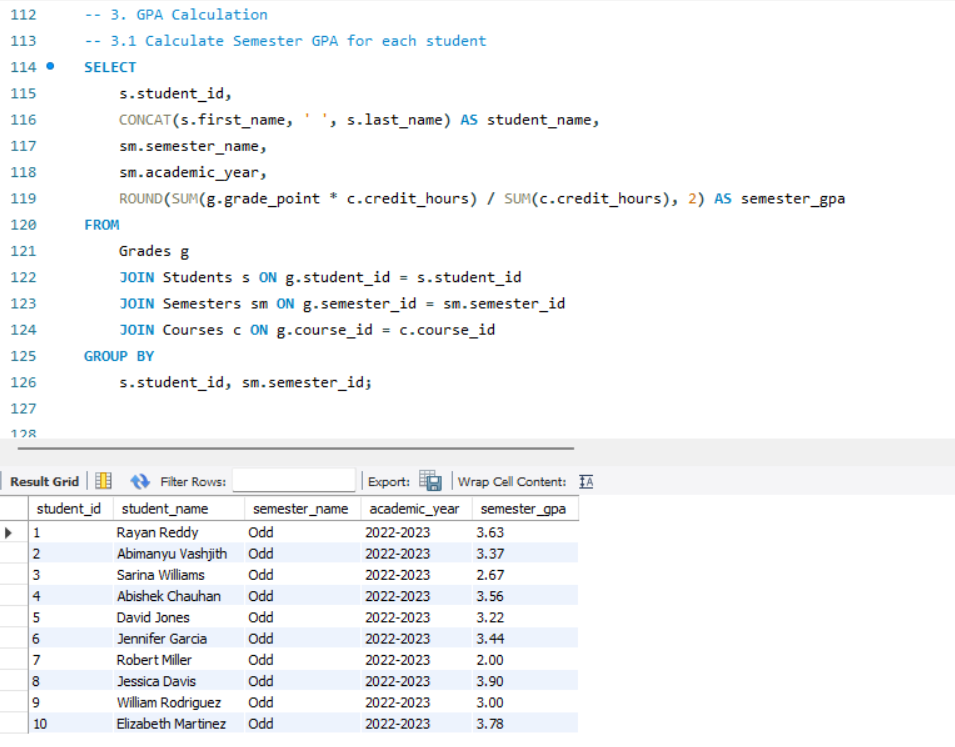 112 -- 3. GPA Calculation
113 -- 3.1 Calculate Semester GPA for each student
114 SELECT
115 s.student_id,
116 CONCAT(s.first_name, ' ', s.last_name) AS student_name,
117 sm.semester_name,
118 sm.academic_year,
119 ROUND(SUM(g.grade_point * c.credit_hours) / SUM(c.credit_hours), 2) AS semester_gpa
120 FROM
121 Grades g
122 JOIN Students s ON g.student_id = s.student_id
123 JOIN Semesters sm ON g.semester_id = sm.semester_id
124 JOIN Courses c ON g.course_id = c.course_id
125 GROUP BY
126 s.student_id, sm.semester_id;
127
128
Result Grid Filter Rows: Export: Wrap Cell Content:
student_id student_name semester_name academic_year semester_gpa
1 Rayan Reddy Odd 2022-2023 3.63
2 Abimanyu Vashjith Odd 2022-2023 3.37
3 Sarina Williams Odd 2022-2023 2.67
4 Abishek Chauhan Odd 2022-2023 3.56
5 David Jones Odd 2022-2023 3.22
6 Jennifer Garcia Odd 2022-2023 3.44
7 Robert Miller Odd 2022-2023 2.00
8 Jessica Davis Odd 2022-2023 3.90
9 William Rodriguez Odd 2022-2023 3.00
10 Elizabeth Martinez Odd 2022-2023 3.78